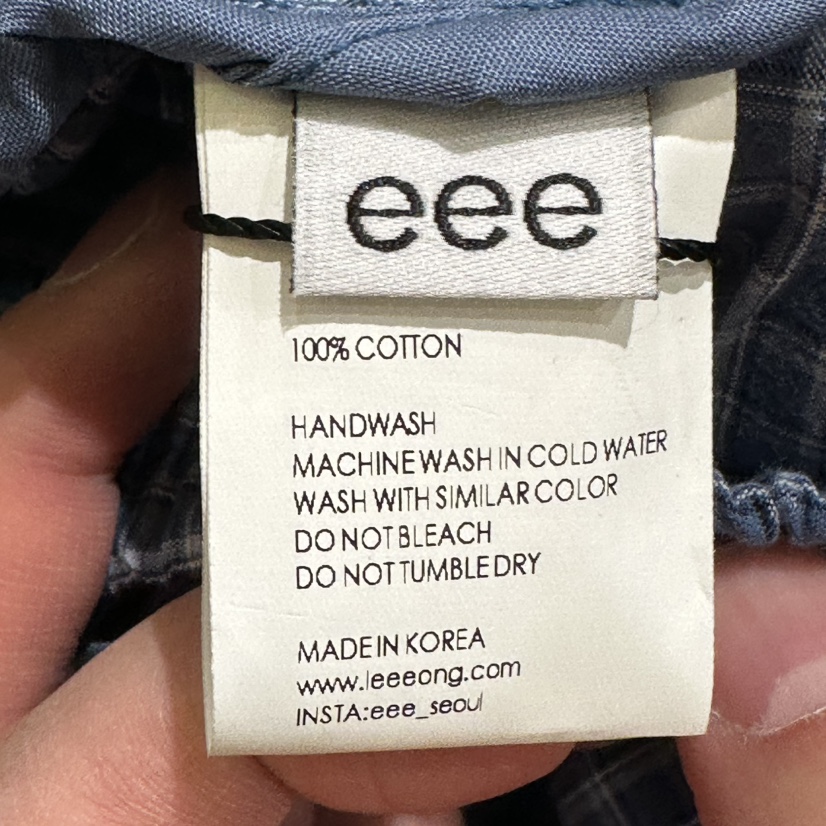 eee
100% COTTON
HANDWASH
MACHINE WASH IN COLD WATER
WASH WITH SIMILAR COLOR
DO NOT BLEACH
DO NOT TUMBLE DRY
MADE IN KOREA
www.leeeong.com
INSTA:eee_seoul